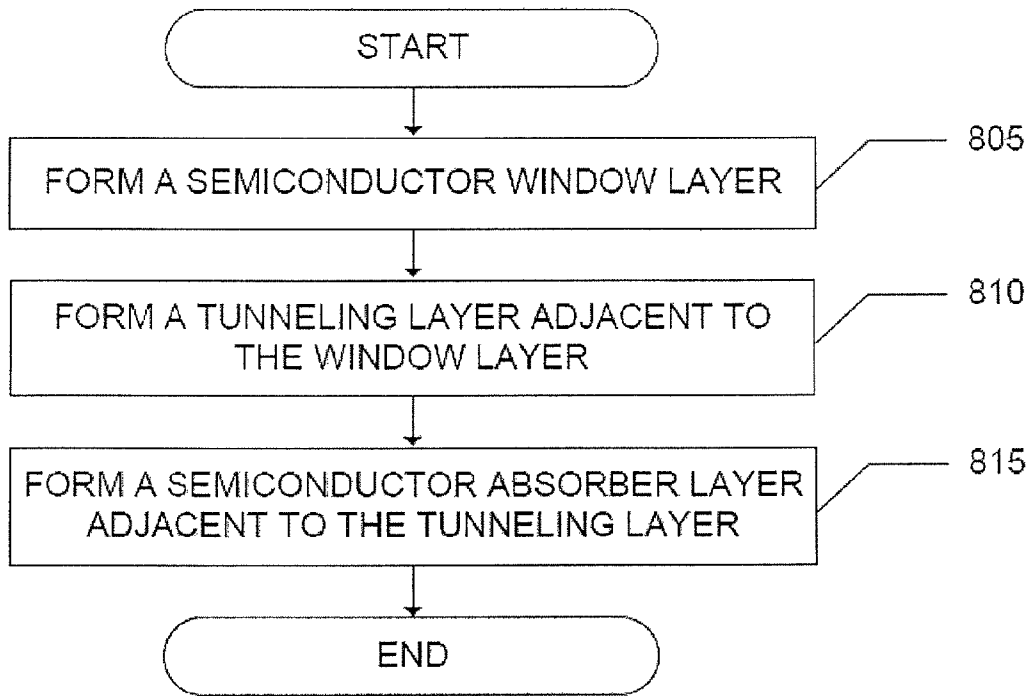 START
FORM A SEMICONDUCTOR WINDOW LAYER
805
FORM A TUNNELING LAYER ADJACENT TO
THE WINDOW LAYER
810
FORM A SEMICONDUCTOR ABSORBER LAYER
ADJACENT TO THE TUNNELING LAYER
815
END